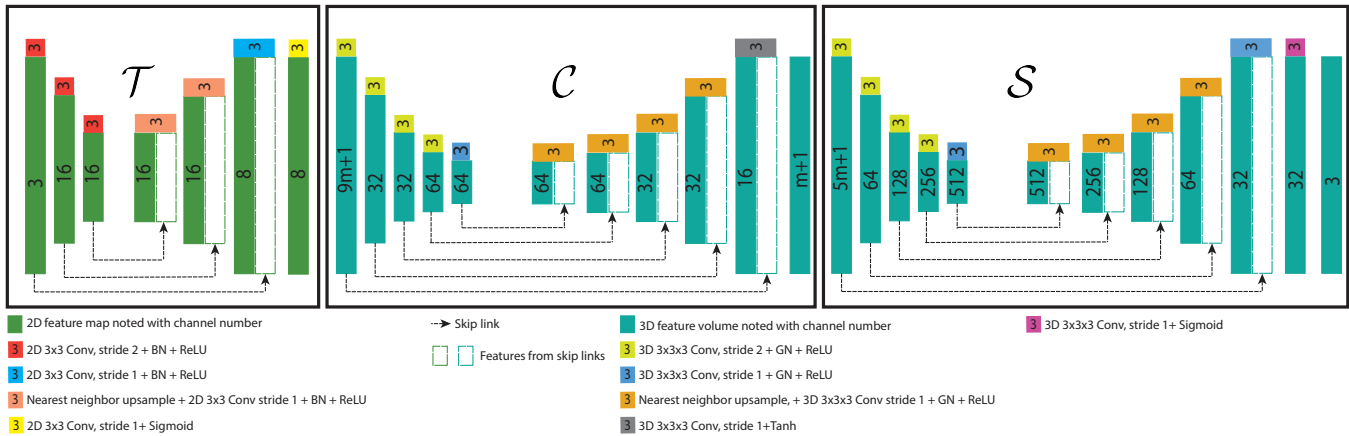 3 3 3 3 3 3 3
T
3 16 16 16 16 8 8
3 3 3 3 3 3 3 3 3 3
C
9m+1 32 32 64 64 64 64 32 32 16 m+1
3 3 3 3 3 3 3 3 3 3 3
S
5m+1 64 128 256 512 512 256 128 64 32 32 3
2D feature map noted with channel number
3 2D 3x3 Conv, stride 2 + BN + ReLU
3 2D 3x3 Conv, stride 1 + BN + ReLU
3 Nearest neighbor upsample + 2D 3x3 Conv stride 1 + BN + ReLU
3 2D 3x3 Conv, stride 1+ Sigmoid
Skip link
Features from skip links
3D feature volume noted with channel number
3 3D 3x3x3 Conv, stride 2 + GN + ReLU
3 3D 3x3x3 Conv, stride 1 + GN + ReLU
3 Nearest neighbor upsample, + 3D 3x3x3 Conv stride 1 + GN + ReLU
3 3D 3x3x3 Conv, stride 1+Tanh
3 3D 3x3x3 Conv, stride 1+ Sigmoid